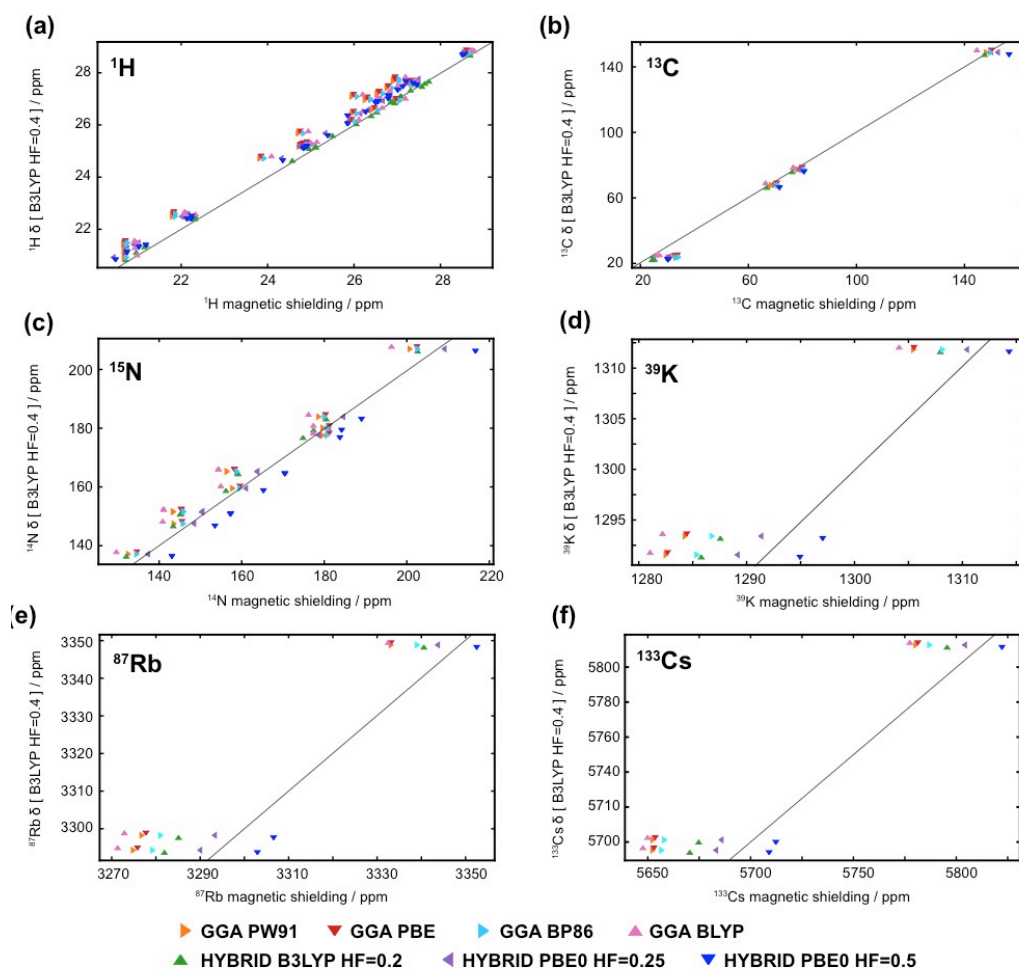 (a)
¹H
28
26
24
22
¹H δ [ B3LYP HF=0.4 ] / ppm
22
24
26
28
¹H magnetic shielding / ppm
(b)
¹³C
140
100
60
20
¹³C δ [ B3LYP HF=0.4 ] / ppm
20
60
100
140
¹³C magnetic shielding / ppm
(c)
¹⁵N
200
180
160
140
¹⁴N δ [ B3LYP HF=0.4 ] / ppm
140
160
180
200
220
¹⁴N magnetic shielding / ppm
(d)
³⁹K
1310
1305
1300
1295
³⁹K δ [ B3LYP HF=0.4 ] / ppm
1280
1290
1300
1310
³⁹K magnetic shielding / ppm
(e)
⁸⁷Rb
3350
3340
3330
3320
3310
3300
⁸⁷Rb δ [ B3LYP HF=0.4 ] / ppm
3270
3290
3310
3330
3350
⁸⁷Rb magnetic shielding / ppm
(f)
¹³³Cs
5800
5780
5760
5740
5720
5700
¹³³Cs δ [ B3LYP HF=0.4 ] / ppm
5650
5700
5750
5800
¹³³Cs magnetic shielding / ppm
GGA PW91 GGA PBE GGA BP86 GGA BLYP
HYBRID B3LYP HF=0.2 HYBRID PBE0 HF=0.25 HYBRID PBE0 HF=0.5